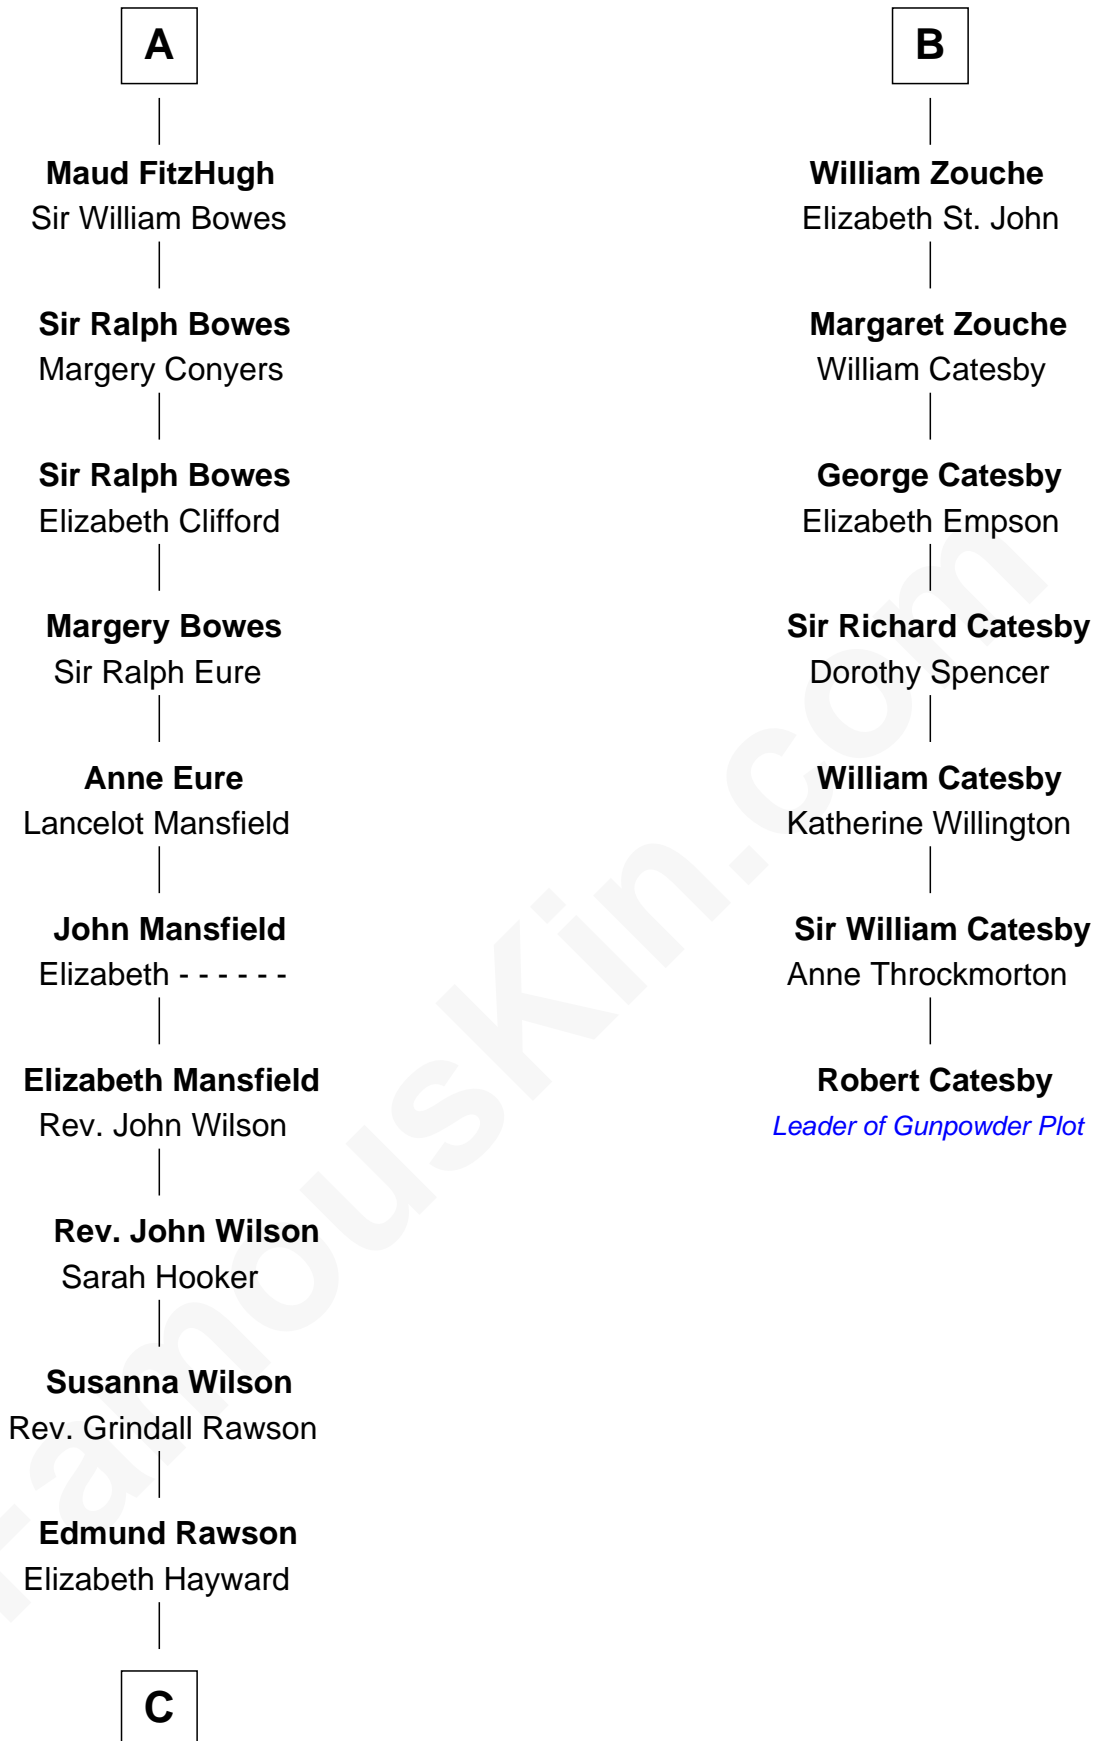 A
Maud FitzHugh
Sir William Bowes
Sir Ralph Bowes
Margery Conyers
Sir Ralph Bowes
Elizabeth Clifford
Margery Bowes
Sir Ralph Eure
Anne Eure
Lancelot Mansfield
John Mansfield
Elizabeth - - - - - -
Elizabeth Mansfield
Rev. John Wilson
Rev. John Wilson
Sarah Hooker
Susanna Wilson
Rev. Grindall Rawson
Edmund Rawson
Elizabeth Hayward
C
B
William Zouche
Elizabeth St. John
Margaret Zouche
William Catesby
George Catesby
Elizabeth Empson
Sir Richard Catesby
Dorothy Spencer
William Catesby
Katherine Willington
Sir William Catesby
Anne Throckmorton
Robert Catesby
Leader of Gunpowder Plot
FamousKin.com